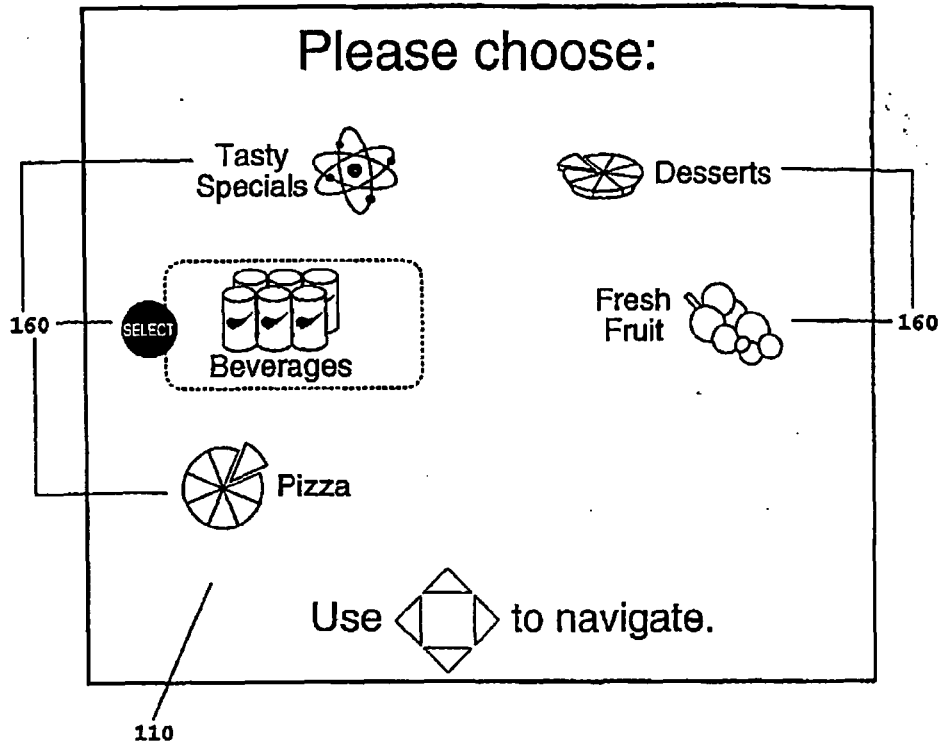 Please choose:
Tasty
Specials
Desserts
160
SELECT
Beverages
Fresh
Fruit
160
Pizza
Use
to navigate.
110